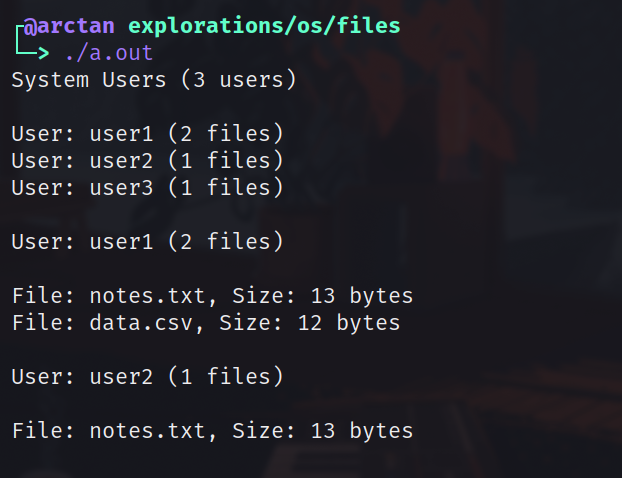 @arctan explorations/os/files
> ./a.out
System Users (3 users)
User: user1 (2 files)
User: user2 (1 files)
User: user3 (1 files)
User: user1 (2 files)
File: notes.txt, Size: 13 bytes
File: data.csv, Size: 12 bytes
User: user2 (1 files)
File: notes.txt, Size: 13 bytes